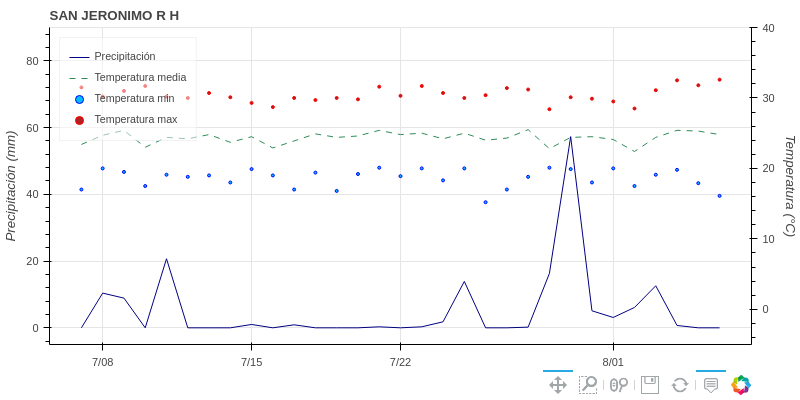 SAN JERONIMO R H
Precipitación
Temperatura media
Temperatura min
Temperatura max
Precipitación (mm)
80
60
40
20
0
Temperatura (°C)
40
30
20
10
0
7/08
7/15
7/22
8/01